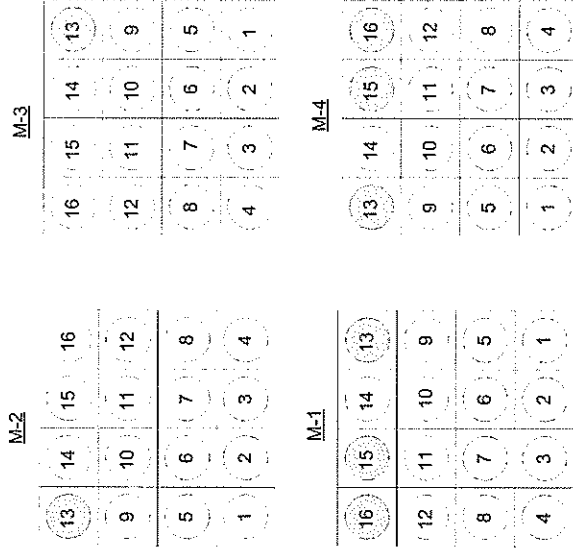 M-2 M-3
13 14 15 16 16 15 14 13
9 10 11 12 12 11 10 9
5 6 7 8 8 7 6 5
1 2 3 4 4 3 2 1
M-1 M-4
16 15 14 13 13 14 15 16
12 11 10 9 9 10 11 12
8 7 6 5 5 6 7 8
4 3 2 1 1 2 3 4